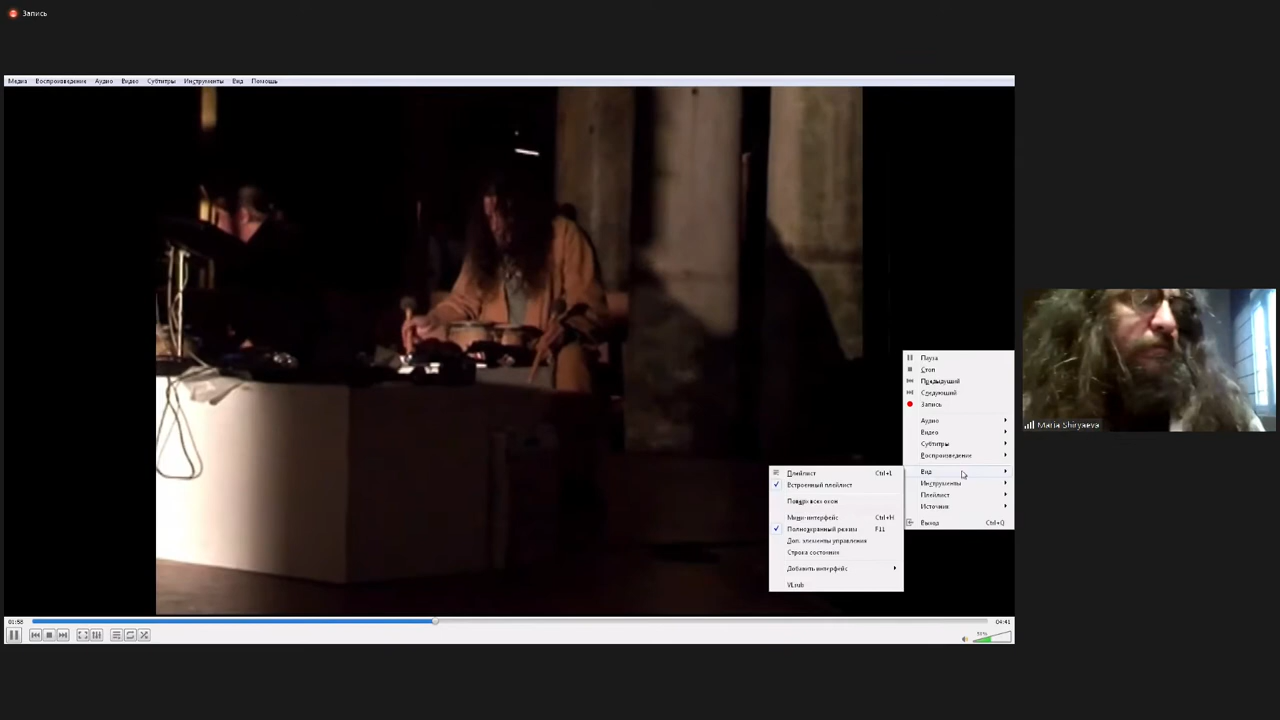 Запись
Медиа Воспроизведение Аудио Видео Субтитры Инструменты Вид Помощь
Пауза
Стоп
Предыдущий
Следующий
Запись
Аудио
Видео
Субтитры
Воспроизведение
Вид
Инструменты
Плейлист
Источник
Выход Ctrl+Q
Плейлист Ctrl+L
Встроенный плейлист
Поверх всех окон
Мини-интерфейс Ctrl+H
Полноэкранный режим F11
Доп. элементы управления
Строка состояния
Добавить интерфейс
VLsub
Maria Shiryaeva
01:58 04:41
50%